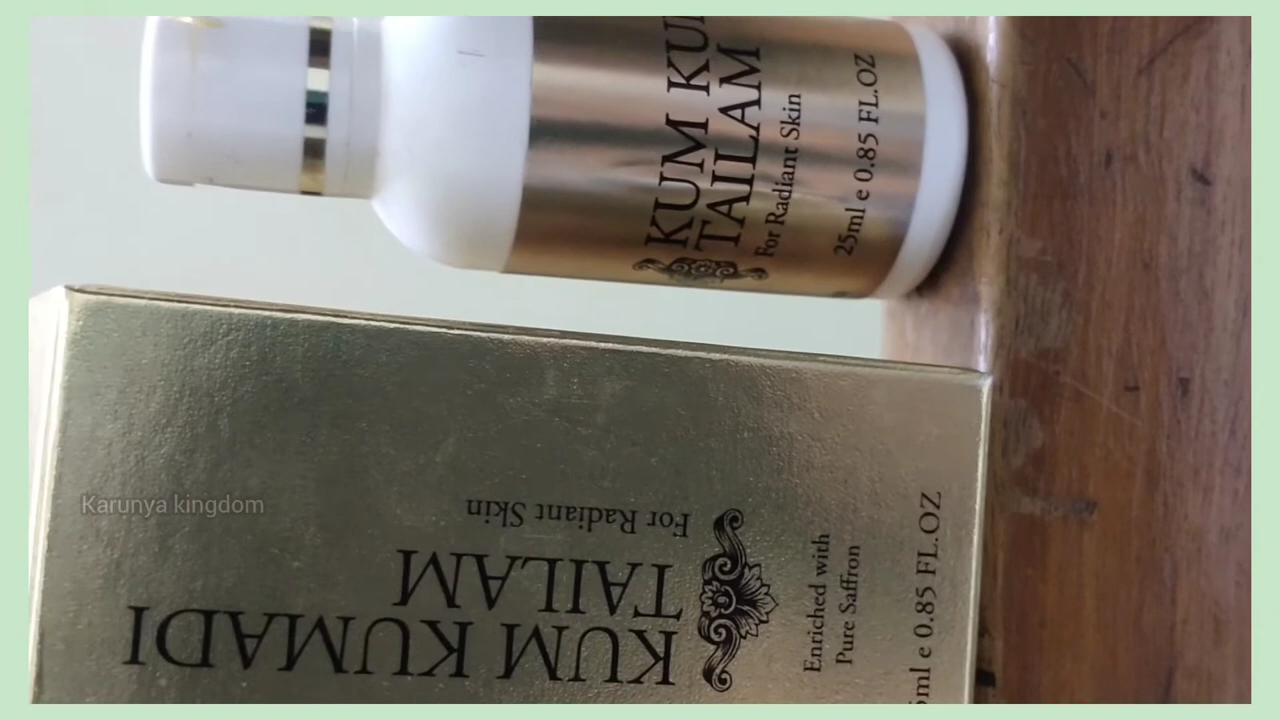 KUM KU
TAILAM
For Radiant Skin
25ml e 0.85 FL.OZ
Karunya kingdom
KUM KUMADI
TAILAM
For Radiant Skin
Enriched with
Pure Saffron
5ml e 0.85 FL.OZ